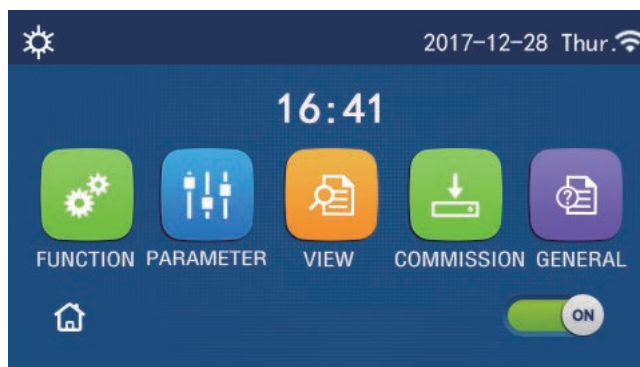 2017-12-28 Thur.
16:41
FUNCTION PARAMETER VIEW COMMISSION GENERAL
ON